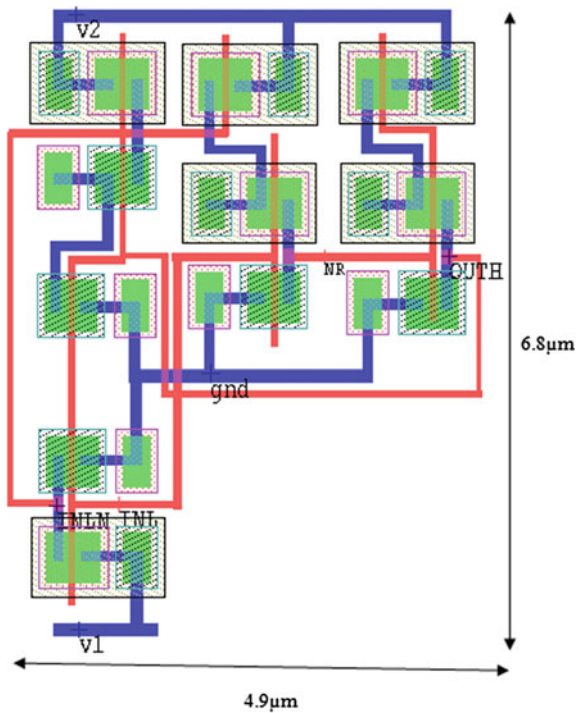 v2
NR
OUTH
6.8μm
gnd
INLN INL
v1
4.9μm